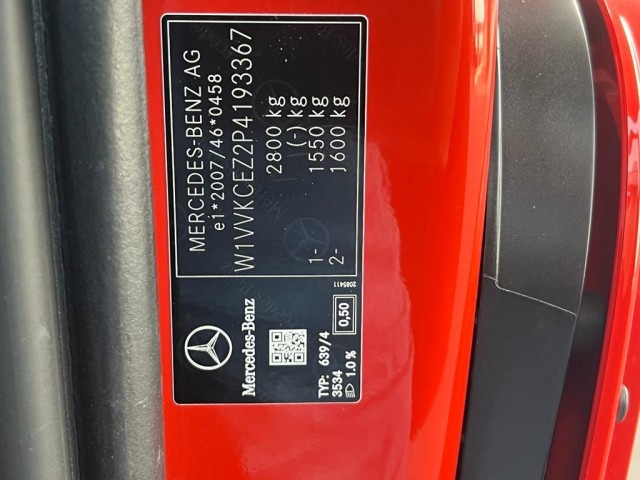 MERCEDES-BENZ AG
e1*2007/46*0458
W1VVKCEZ2P4193367
2800 kg
(-) kg
1- 1550 kg
2- 1600 kg
2085411
Mercedes-Benz
TYP: 639/4
3534
1.0 %
0,50